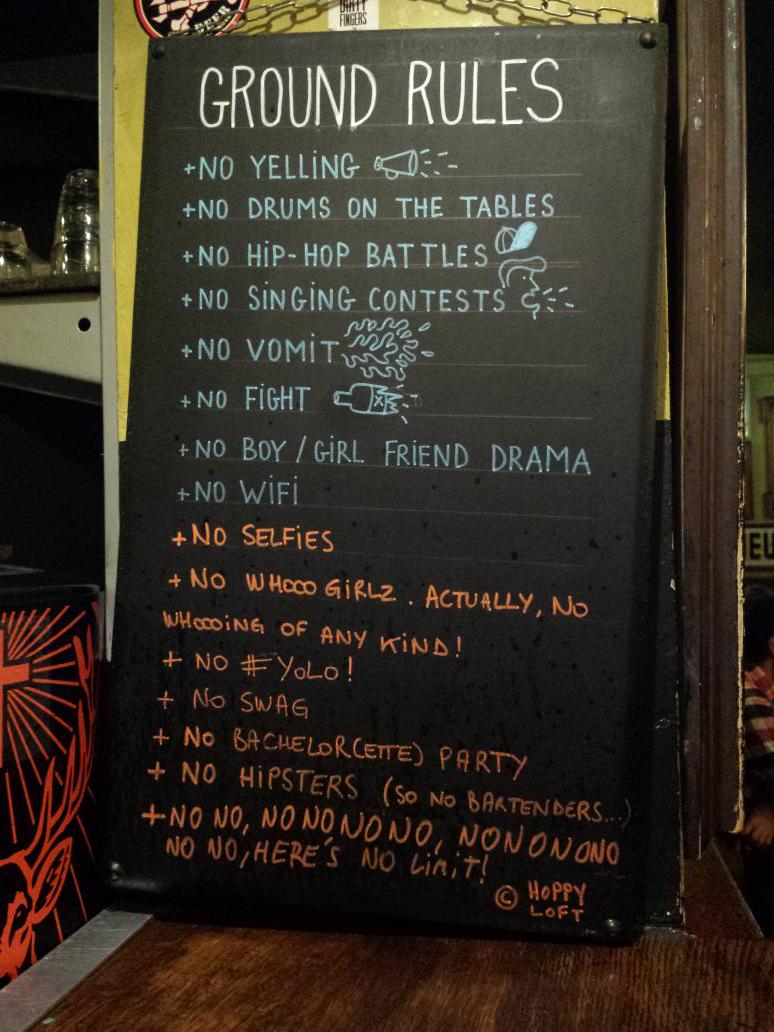 BEER
DIRTY
FINGERS
GROUND RULES
+NO YELLING
+NO DRUMS ON THE TABLES
+NO HIP-HOP BATTLES
+NO SINGING CONTESTS
+NO VOMIT
+NO FIGHT
+NO BOY/GIRL FRIEND DRAMA
+NO WIFI
+NO SELFIES
+NO WHOOO GIRLZ. ACTUALLY, NO
WHOOOING OF ANY KIND!
+ NO #YOLO!
+ NO SWAG
+ NO BACHELOR(ETTE) PARTY
+ NO HIPSTERS (SO NO BARTENDERS...)
+NO NO, NO NO NO NO NO, NO NO NO NO NO
NO NO, HERE'S NO LIMIT!
© HOPPY
LOFT
EU